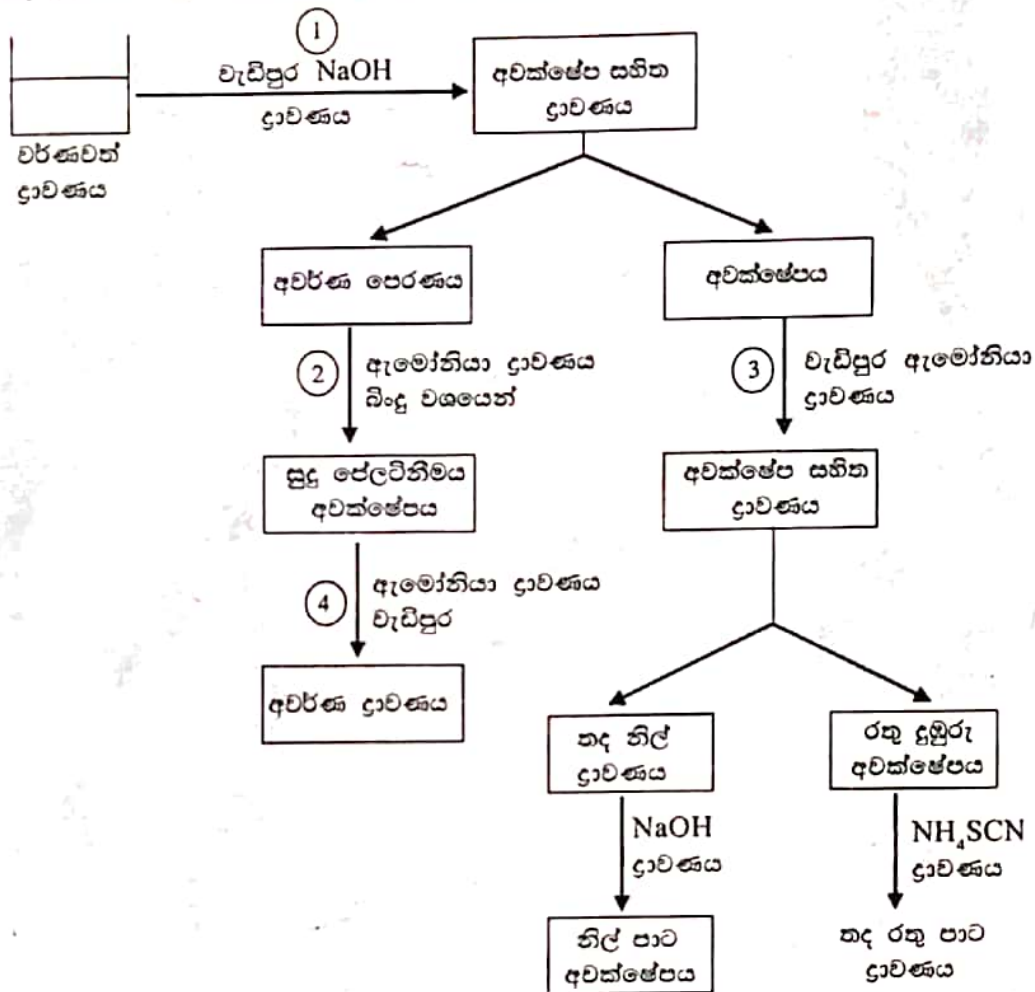 1
වැඩිපුර NaOH
ද්‍රාවණය
වර්ණවත්
ද්‍රාවණය
අවක්ෂේප සහිත
ද්‍රාවණය
අවර්ණ පෙරණය
අවක්ෂේපය
2
ඇමෝනියා ද්‍රාවණය
බිංදු වශයෙන්
3
වැඩිපුර ඇමෝනියා
ද්‍රාවණය
සුදු ජේලටිනීමය
අවක්ෂේපය
අවක්ෂේප සහිත
ද්‍රාවණය
4
ඇමෝනියා ද්‍රාවණය
වැඩිපුර
අවර්ණ ද්‍රාවණය
තද නිල්
ද්‍රාවණය
රතු දුඹුරු
අවක්ෂේපය
NaOH
ද්‍රාවණය
NH₄SCN
ද්‍රාවණය
නිල් පාට
අවක්ෂේපය
තද රතු පාට
ද්‍රාවණය